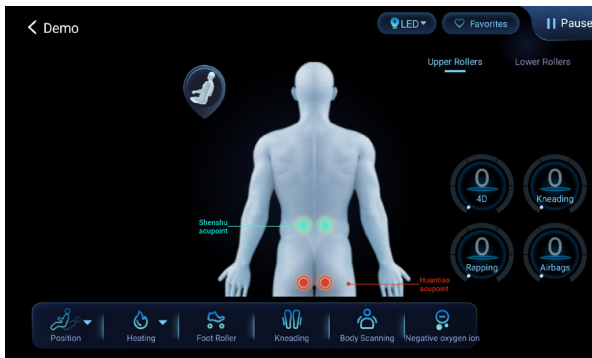 Demo
LED
Favorites
Pause
Upper Rollers
Lower Rollers
0
4D
0
Kneading
Shenshu
acupoint
0
Rapping
0
Airbags
Huantiao
acupoint
Position
Heating
Foot Roller
Kneading
Body Scanning
Negative oxygen ion